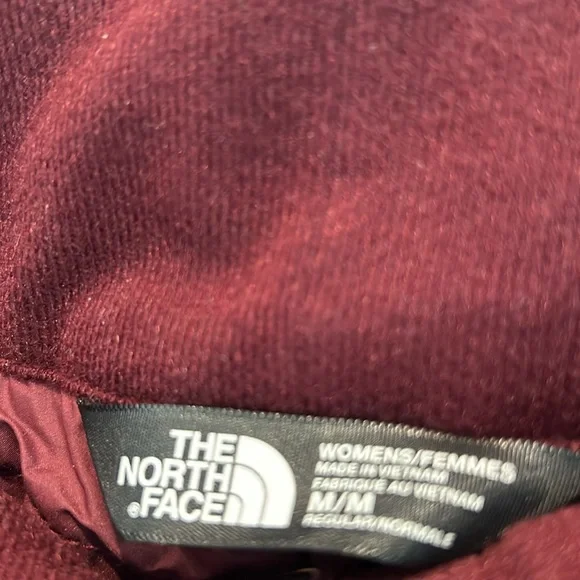 THE
NORTH
FACE®
WOMENS/FEMMES
MADE IN VIETNAM
FABRIQUE AU VIETNAM
M/M
REGULAR/NORMALE